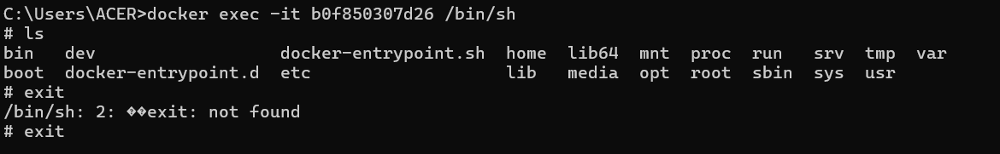 C:\Users\ACER>docker exec -it b0f850307d26 /bin/sh
# ls
bin   dev                  docker-entrypoint.sh  home  lib64  mnt  proc  run   srv  tmp  var
boot  docker-entrypoint.d  etc                   lib   media  opt  root  sbin  sys  usr
# exit
/bin/sh: 2: ��exit: not found
# exit